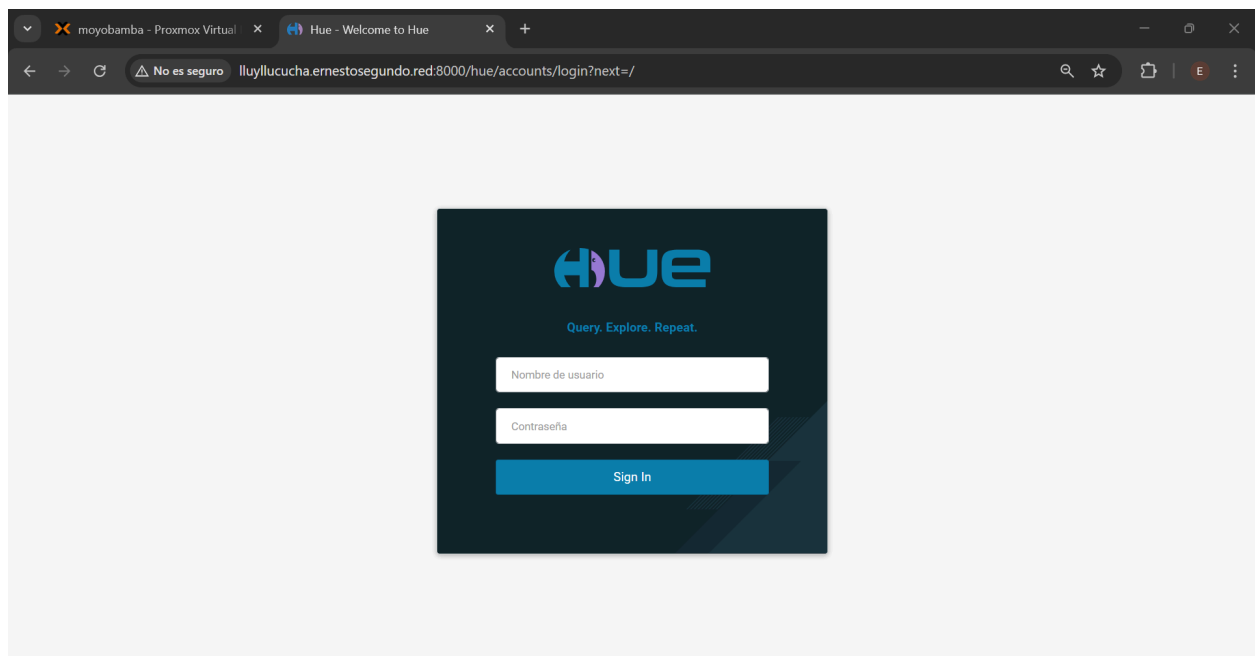 moyobamba - Proxmox Virtual
Hue - Welcome to Hue
No es seguro lluyllucucha.ernestosegundo.red:8000/hue/accounts/login?next=/
E
HUE
Query. Explore. Repeat.
Nombre de usuario
Contraseña
Sign In